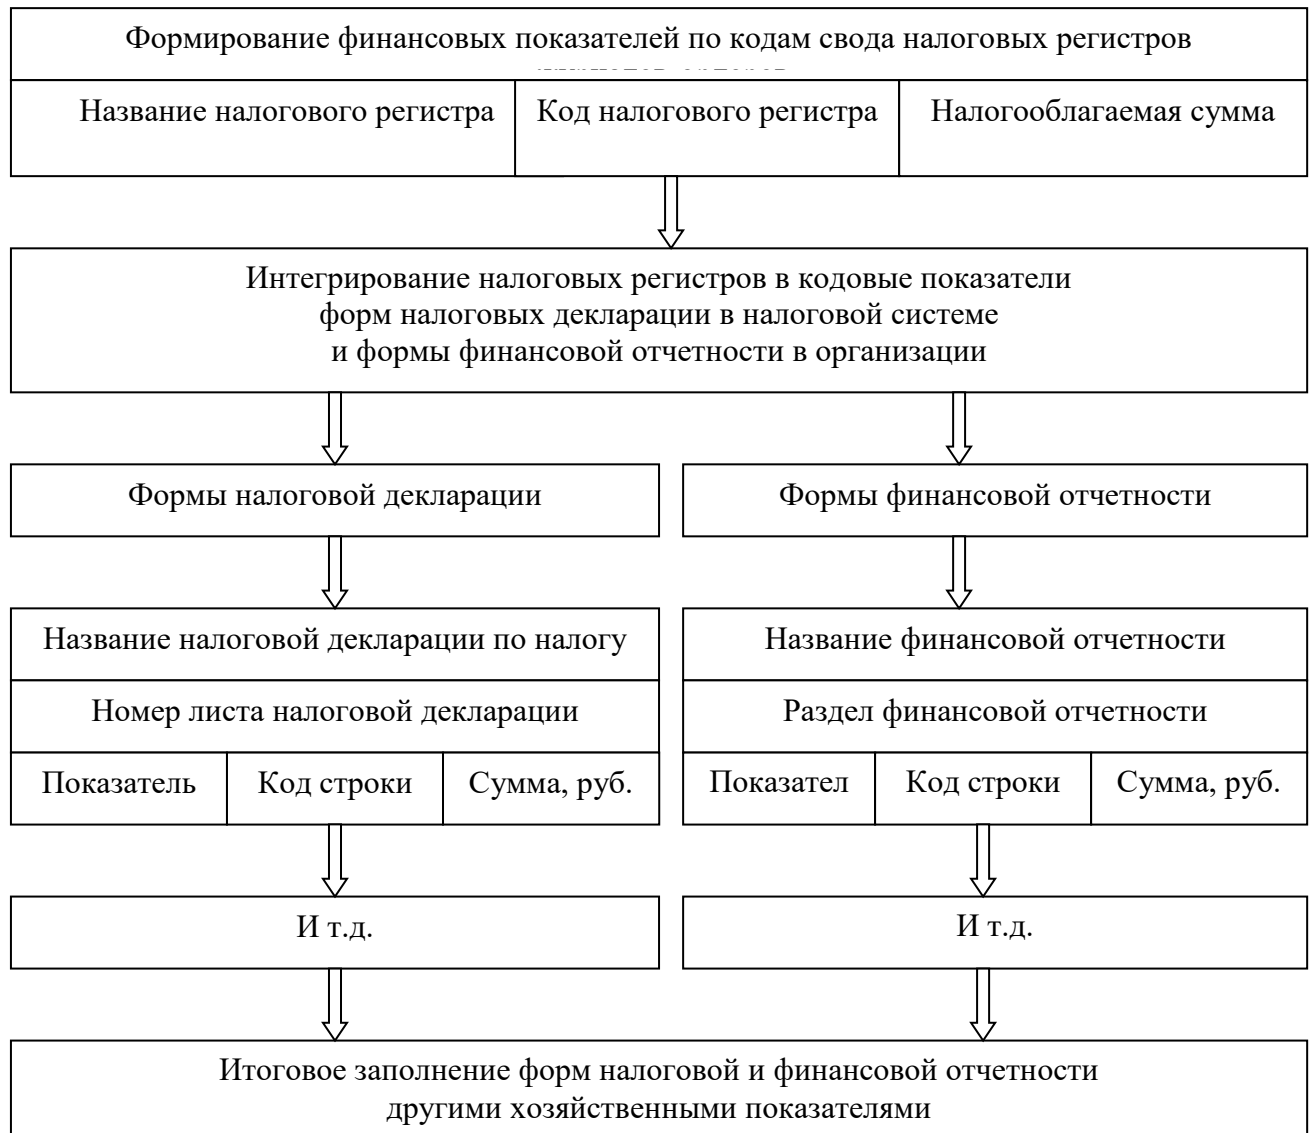 Формирование финансовых показателей по кодам свода налоговых регистров
Название налогового регистра
Код налогового регистра
Налогооблагаемая сумма
Интегрирование налоговых регистров в кодовые показатели
форм налоговых декларации в налоговой системе
и формы финансовой отчетности в организации
Формы налоговой декларации
Формы финансовой отчетности
Название налоговой декларации по налогу
Название финансовой отчетности
Номер листа налоговой декларации
Раздел финансовой отчетности
Показатель
Код строки
Сумма, руб.
Показател
Код строки
Сумма, руб.
И т.д.
И т.д.
Итоговое заполнение форм налоговой и финансовой отчетности
другими хозяйственными показателями